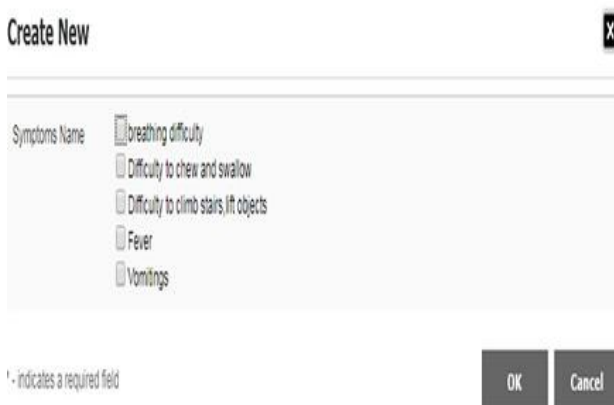 Create New
X
Symptoms Name
breathing difficulty
Difficulty to chew and swallow
Difficulty to climb stairs,lift objects
Fever
Vomitings
* - indicates a required field
OK
Cancel